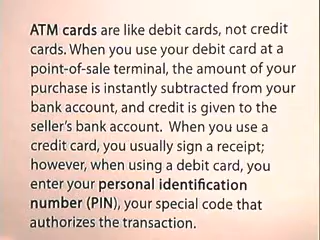 ATM cards are like debit cards, not credit
cards. When you use your debit card at a
point-of-sale terminal, the amount of your
purchase is instantly subtracted from your
bank account, and credit is given to the
seller's bank account.  When you use a
credit card, you usually sign a receipt;
however, when using a debit card, you
enter your personal identification
number (PIN), your special code that
authorizes the transaction.